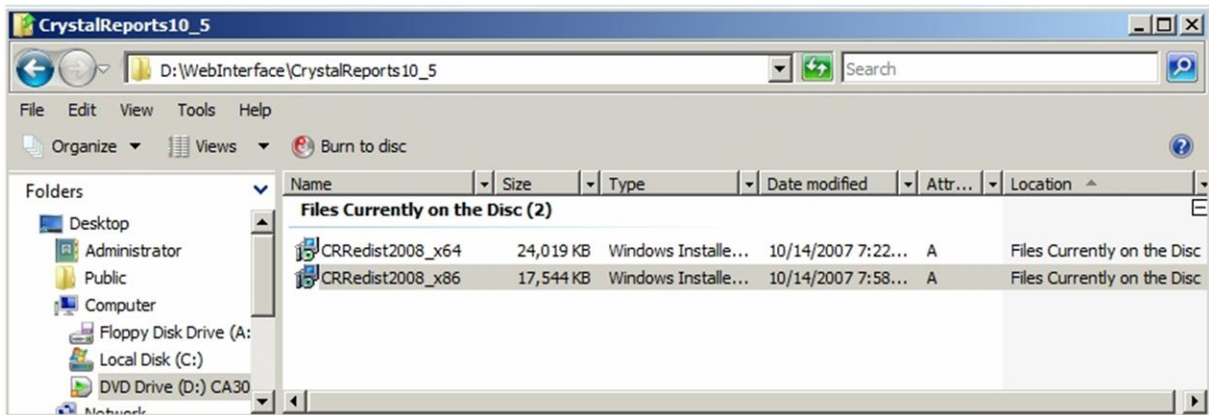 CrystalReports10_5
D:\WebInterface\CrystalReports10_5
Search
File Edit View Tools Help
Organize Views Burn to disc
Folders
Name Size Type Date modified Attr... Location
Files Currently on the Disc (2)
Desktop
Administrator
CRRedist2008_x64 24,019 KB Windows Installe... 10/14/2007 7:22... A Files Currently on the Disc
Public
CRRedist2008_x86 17,544 KB Windows Installe... 10/14/2007 7:58... A Files Currently on the Disc
Computer
Floppy Disk Drive (A:
Local Disk (C:)
DVD Drive (D:) CA30
Network